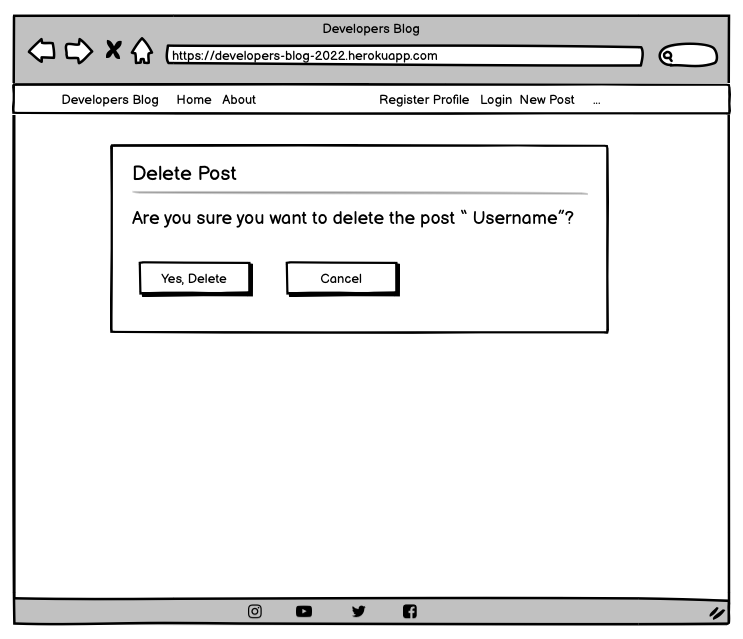 Developers Blog
https://developers-blog-2022.herokuapp.com
Developers Blog Home About Register Profile Login New Post ...
Delete Post
Are you sure you want to delete the post “ Username”?
Yes, Delete Cancel